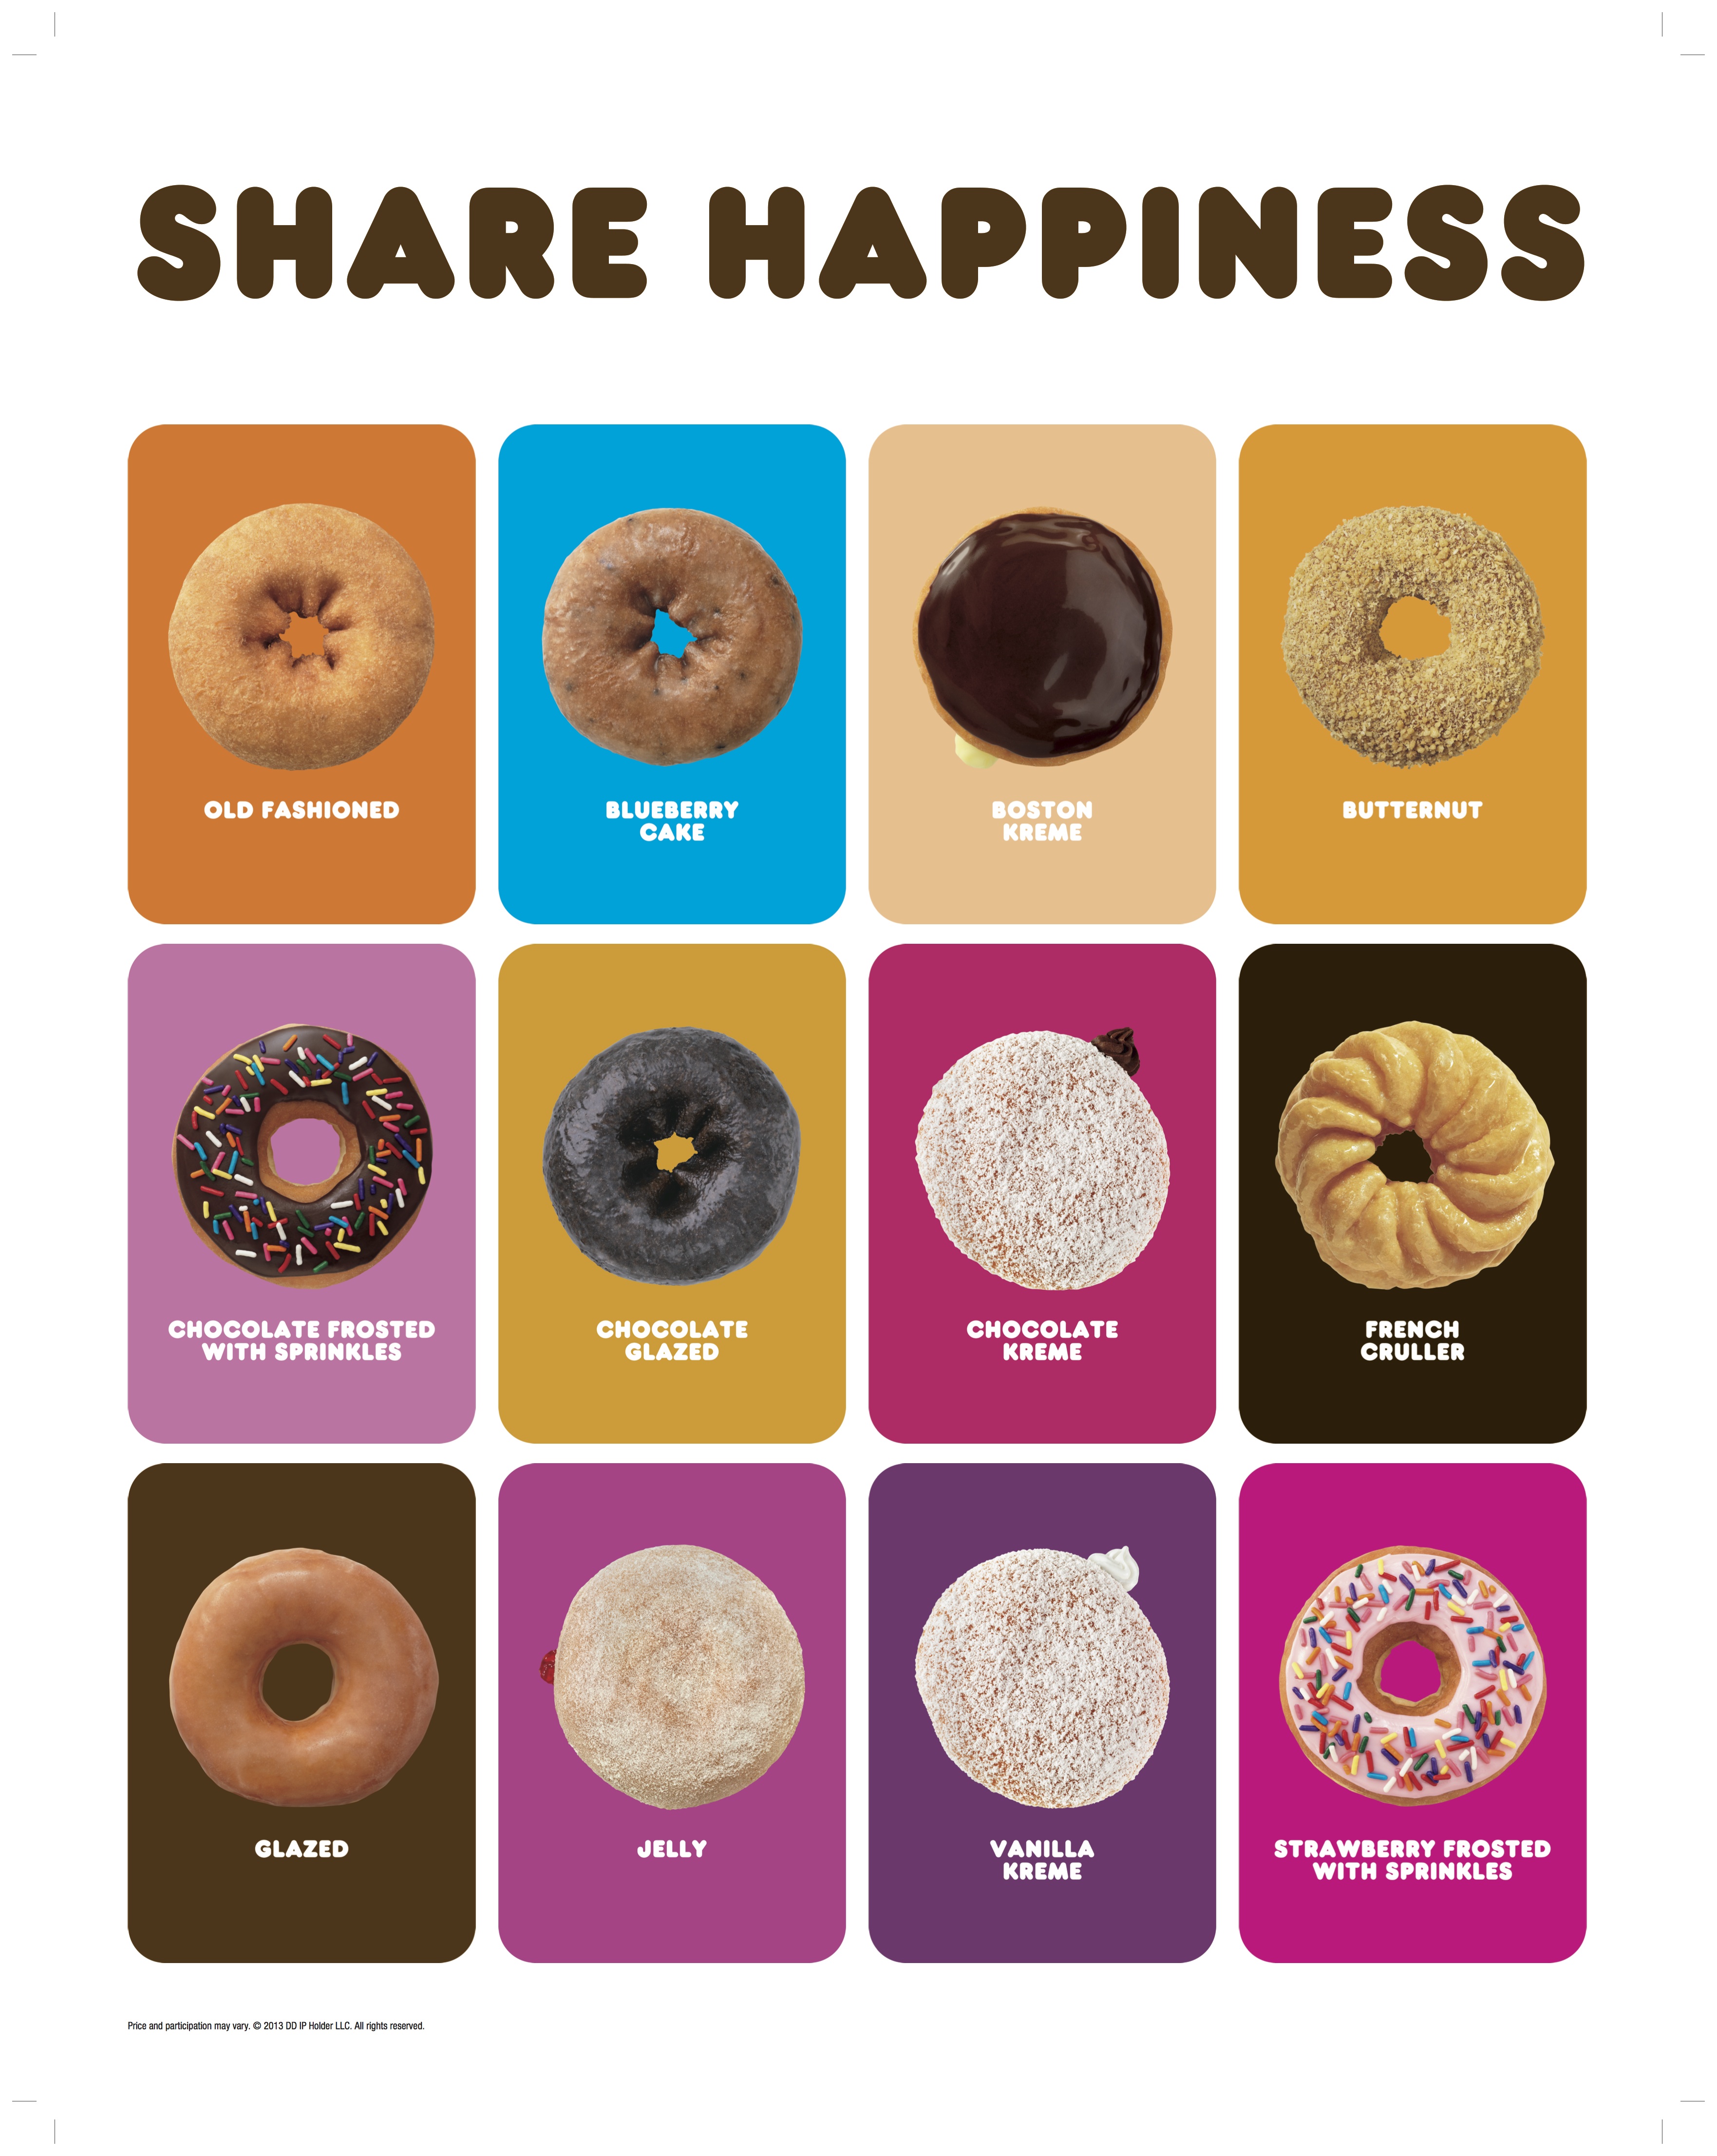 SHARE HAPPINESS
OLD FASHIONED
BLUEBERRY
CAKE
BOSTON
KREME
BUTTERNUT
CHOCOLATE FROSTED
WITH SPRINKLES
CHOCOLATE
GLAZED
CHOCOLATE
KREME
FRENCH
CRULLER
GLAZED
JELLY
VANILLA
KREME
STRAWBERRY FROSTED
WITH SPRINKLES
Price and participation may vary. © 2013 DD IP Holder LLC. All rights reserved.